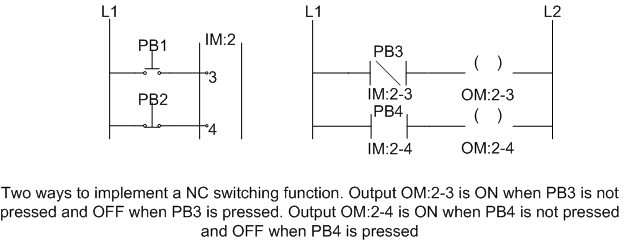 L1
IM:2
PB1
3
PB2
4
L1
L2
PB3
( )
IM:2-3
OM:2-3
PB4
( )
IM:2-4
OM:2-4
Two ways to implement a NC switching function. Output OM:2-3 is ON when PB3 is not
pressed and OFF when PB3 is pressed. Output OM:2-4 is ON when PB4 is not pressed
and OFF when PB4 is pressed